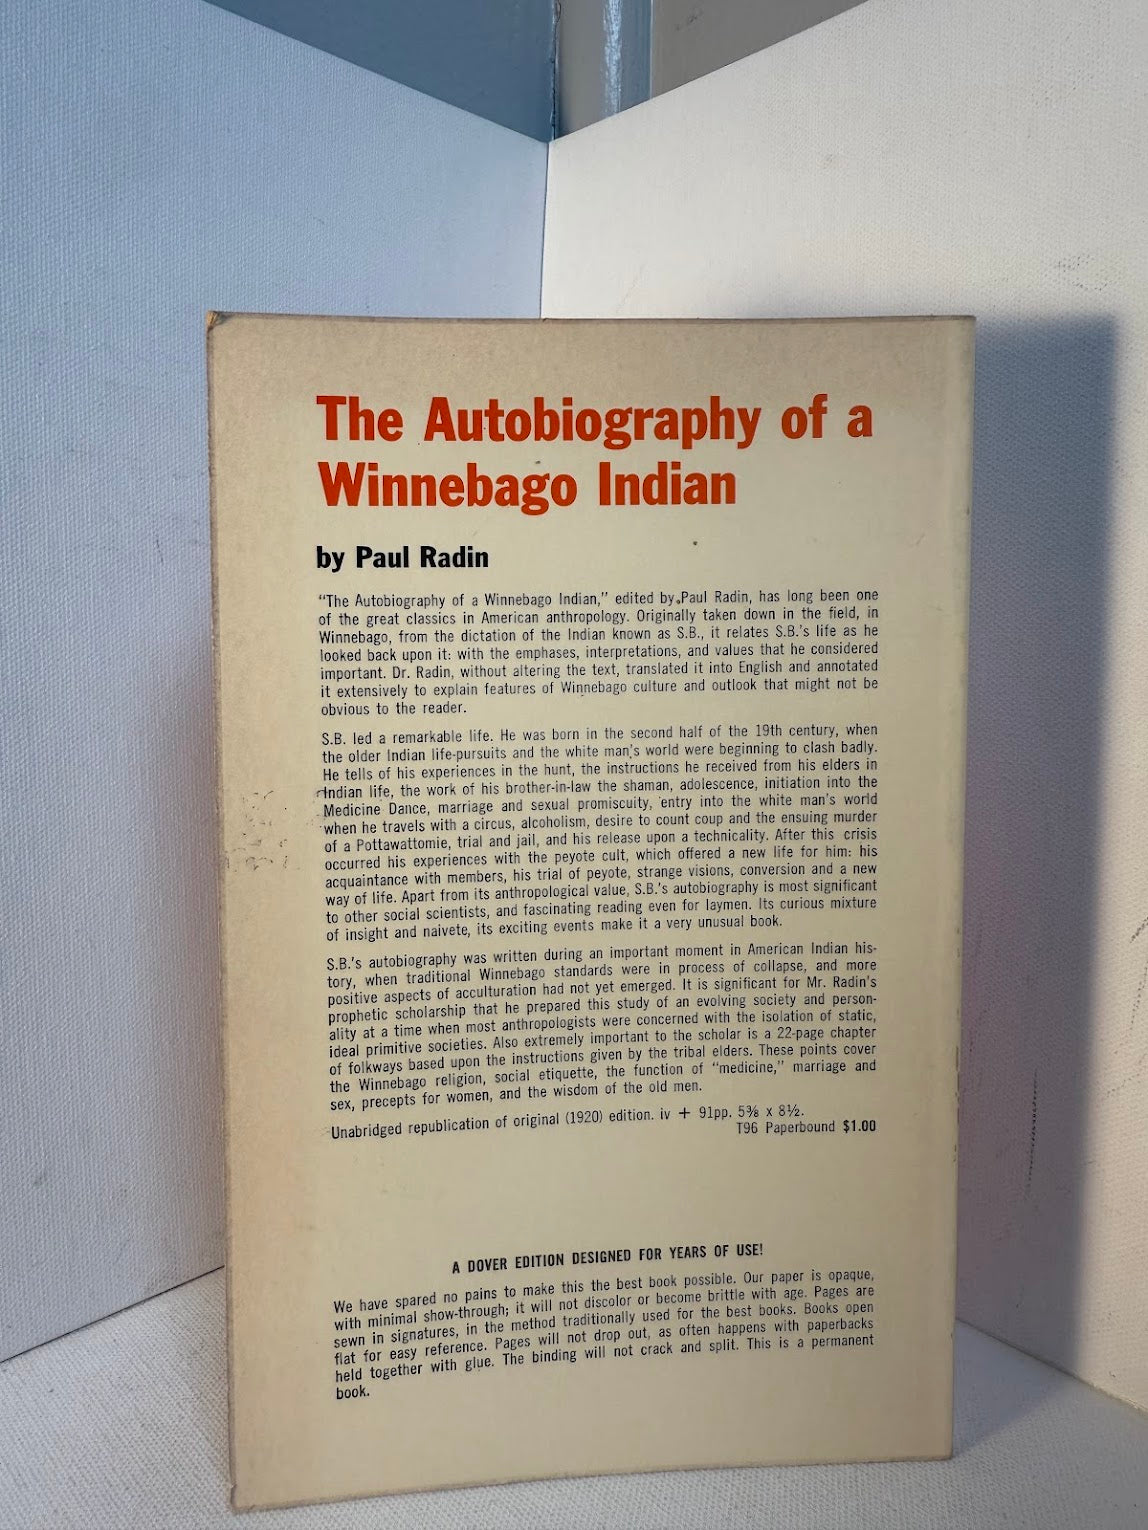 The Autobiography of a
Winnebago Indian
by Paul Radin
“The Autobiography of a Winnebago Indian,” edited by Paul Radin, has long been one
of the great classics in American anthropology. Originally taken down in the field, in
Winnebago, from the dictation of the Indian known as S.B., it relates S.B.’s life as he
looked back upon it: with the emphases, interpretations, and values that he considered
important. Dr. Radin, without altering the text, translated it into English and annotated
it extensively to explain features of Winnebago culture and outlook that might not be
obvious to the reader.
S.B. led a remarkable life. He was born in the second half of the 19th century, when
the older Indian life-pursuits and the white man’s world were beginning to clash badly.
He tells of his experiences in the hunt, the instructions he received from his elders in
Indian life, the work of his brother-in-law the shaman, adolescence, initiation into the
Medicine Dance, marriage and sexual promiscuity, entry into the white man’s world
when he travels with a circus, alcoholism, desire to count coup and the ensuing murder
of a Pottawattomie, trial and jail, and his release upon a technicality. After this crisis
occurred his experiences with the peyote cult, which offered a new life for him: his
acquaintance with members, his trial of peyote, strange visions, conversion and a new
way of life. Apart from its anthropological value, S.B.’s autobiography is most significant
to other social scientists, and fascinating reading even for laymen. Its curious mixture
of insight and naivete, its exciting events make it a very unusual book.
S.B.’s autobiography was written during an important moment in American Indian his-
tory, when traditional Winnebago standards were in process of collapse, and more
positive aspects of acculturation had not yet emerged. It is significant for Mr. Radin’s
prophetic scholarship that he prepared this study of an evolving society and person-
ality at a time when most anthropologists were concerned with the isolation of static,
ideal primitive societies. Also extremely important to the scholar is a 22-page chapter
of folkways based upon the instructions given by the tribal elders. These points cover
the Winnebago religion, social etiquette, the function of “medicine,” marriage and
sex, precepts for women, and the wisdom of the old men.
Unabridged republication of original (1920) edition. iv + 91pp. 5⅜ x 8½.
T96 Paperbound $1.00
A DOVER EDITION DESIGNED FOR YEARS OF USE!
We have spared no pains to make this the best book possible. Our paper is opaque,
with minimal show-through; it will not discolor or become brittle with age. Pages are
sewn in signatures, in the method traditionally used for the best books. Books open
flat for easy reference. Pages will not drop out, as often happens with paperbacks
held together with glue. The binding will not crack and split. This is a permanent
book.